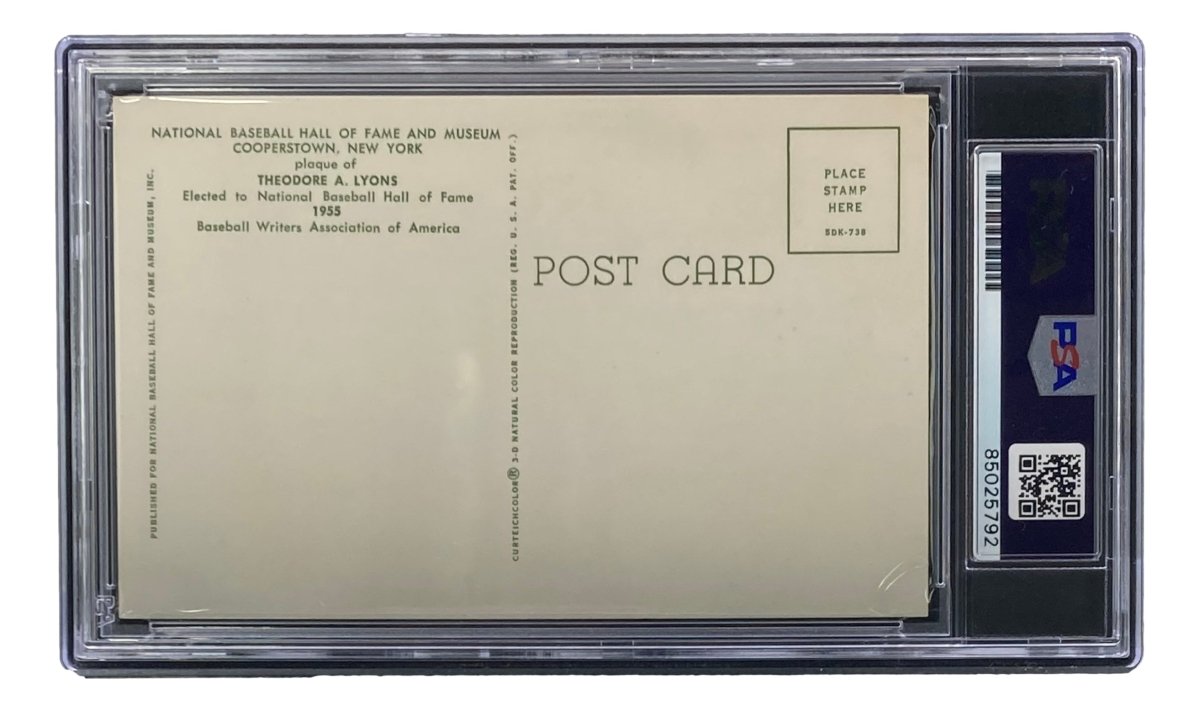 NATIONAL BASEBALL HALL OF FAME AND MUSEUM
COOPERSTOWN, NEW YORK
plaque of
THEODORE A. LYONS
Elected to National Baseball Hall of Fame
1955
Baseball Writers Association of America
PUBLISHED FOR NATIONAL BASEBALL HALL OF FAME AND MUSEUM, INC.
CURTEICHCOLOR® 3-D NATURAL COLOR REPRODUCTION (REG. U. S. A. PAT. OFF.)
POST CARD
PLACE
STAMP
HERE
5DK-738
PSA
85025792
PSA